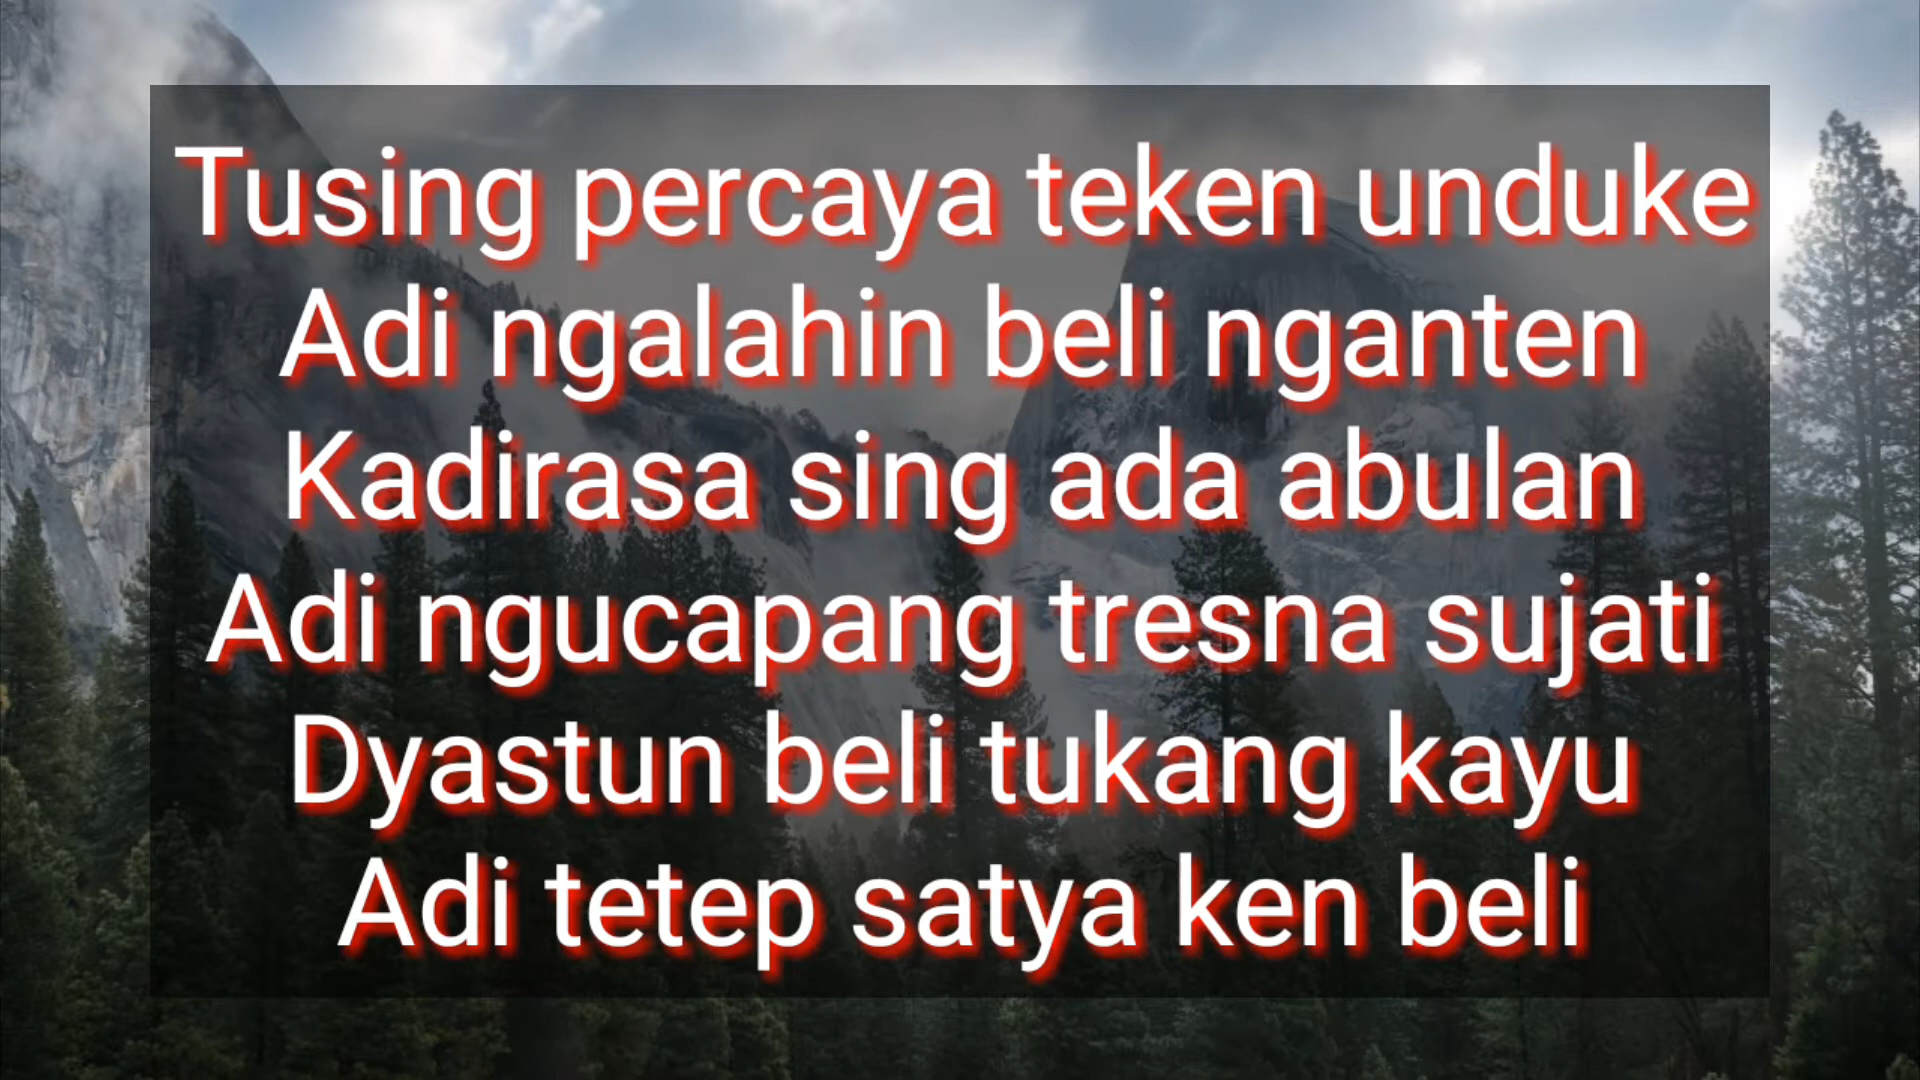 Tusing percaya teken unduke
Adi ngalahin beli nganten
Kadirasa sing ada abulan
Adi ngucapang tresna sujati
Dyastun beli tukang kayu
Adi tetep satya ken beli